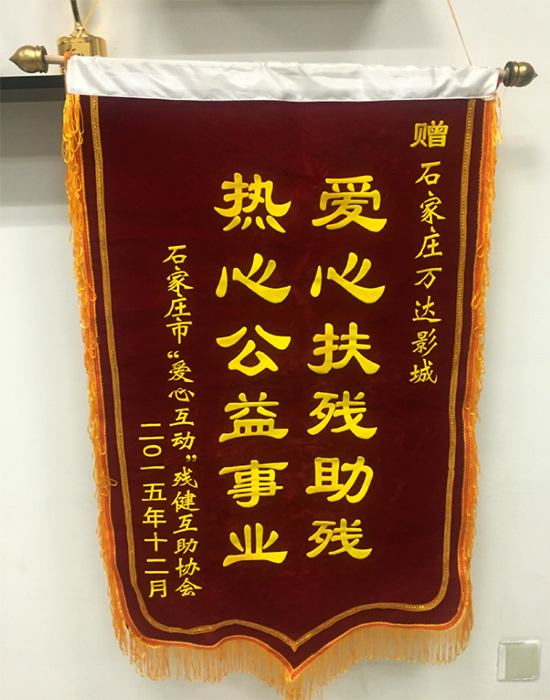 赠石家庄万达影城
爱心扶残助残
热心公益事业
石家庄市“爱心互动”残健互助协会
二〇一五年十二月